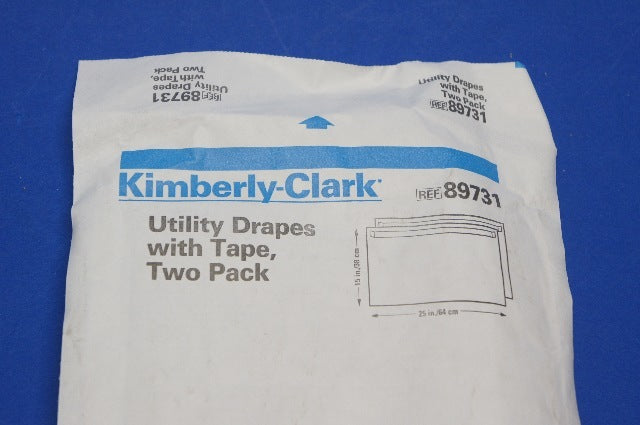 Utility Drapes
with Tape,
Two Pack
REF 89731
Utility Drapes
with Tape,
Two Pack
REF 89731
Kimberly-Clark*
REF 89731
Utility Drapes
with Tape,
Two Pack
15 in./38 cm
25 in./64 cm